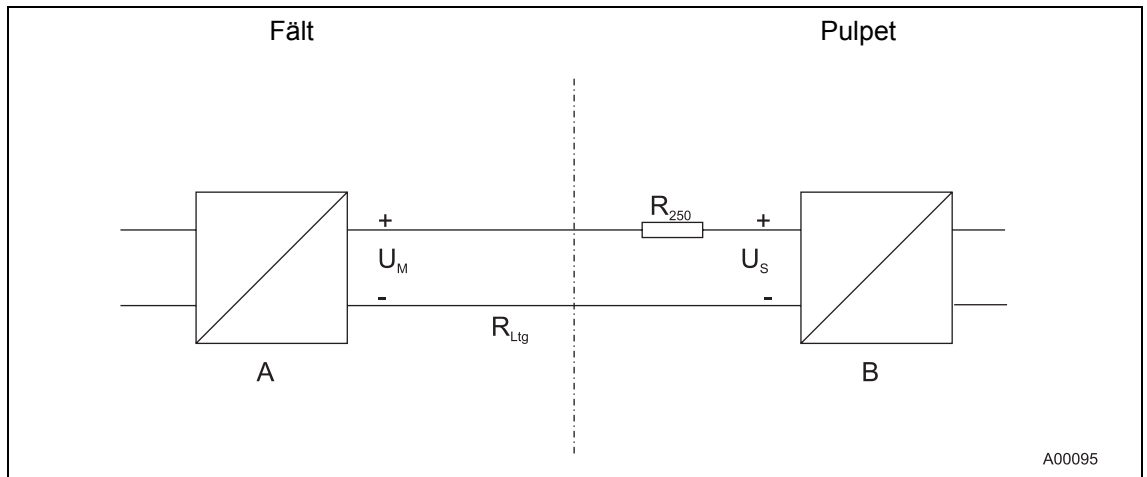 Fält Pulpet
R250
+ +
UM US
- -
RLtg
A B
A00095